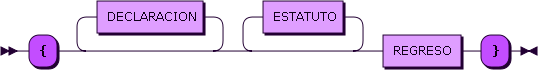 { DECLARACION ESTATUTO REGRESO }